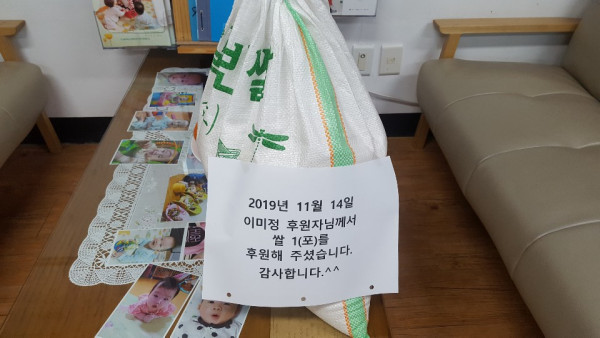 쌀
2019년 11월 14일
이미정 후원자님께서
쌀 1(포)를
후원해 주셨습니다.
감사합니다.^^